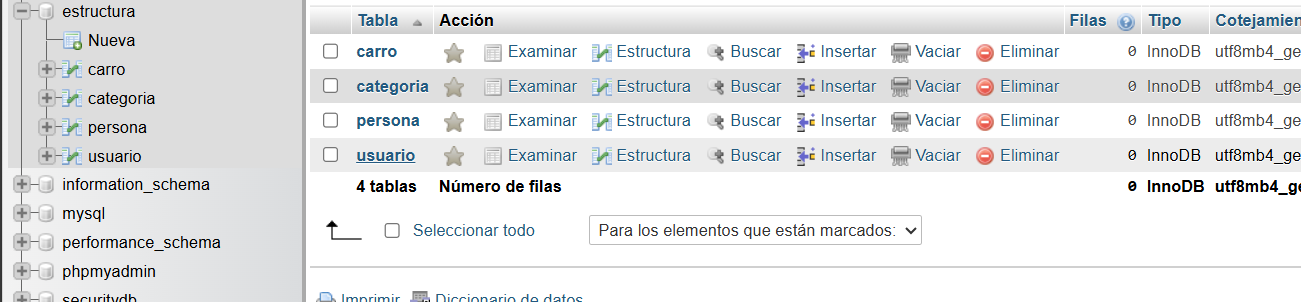 estructura
Nueva
carro
categoria
persona
usuario
information_schema
mysql
performance_schema
phpmyadmin
securitydb
Tabla Acción Filas Tipo Cotejamien
carro Examinar Estructura Buscar Insertar Vaciar Eliminar 0 InnoDB utf8mb4_ge
categoria Examinar Estructura Buscar Insertar Vaciar Eliminar 0 InnoDB utf8mb4_ge
persona Examinar Estructura Buscar Insertar Vaciar Eliminar 0 InnoDB utf8mb4_ge
usuario Examinar Estructura Buscar Insertar Vaciar Eliminar 0 InnoDB utf8mb4_ge
4 tablas Número de filas 0 InnoDB utf8mb4_ge
Seleccionar todo Para los elementos que están marcados:
Imprimir Diccionario de datos